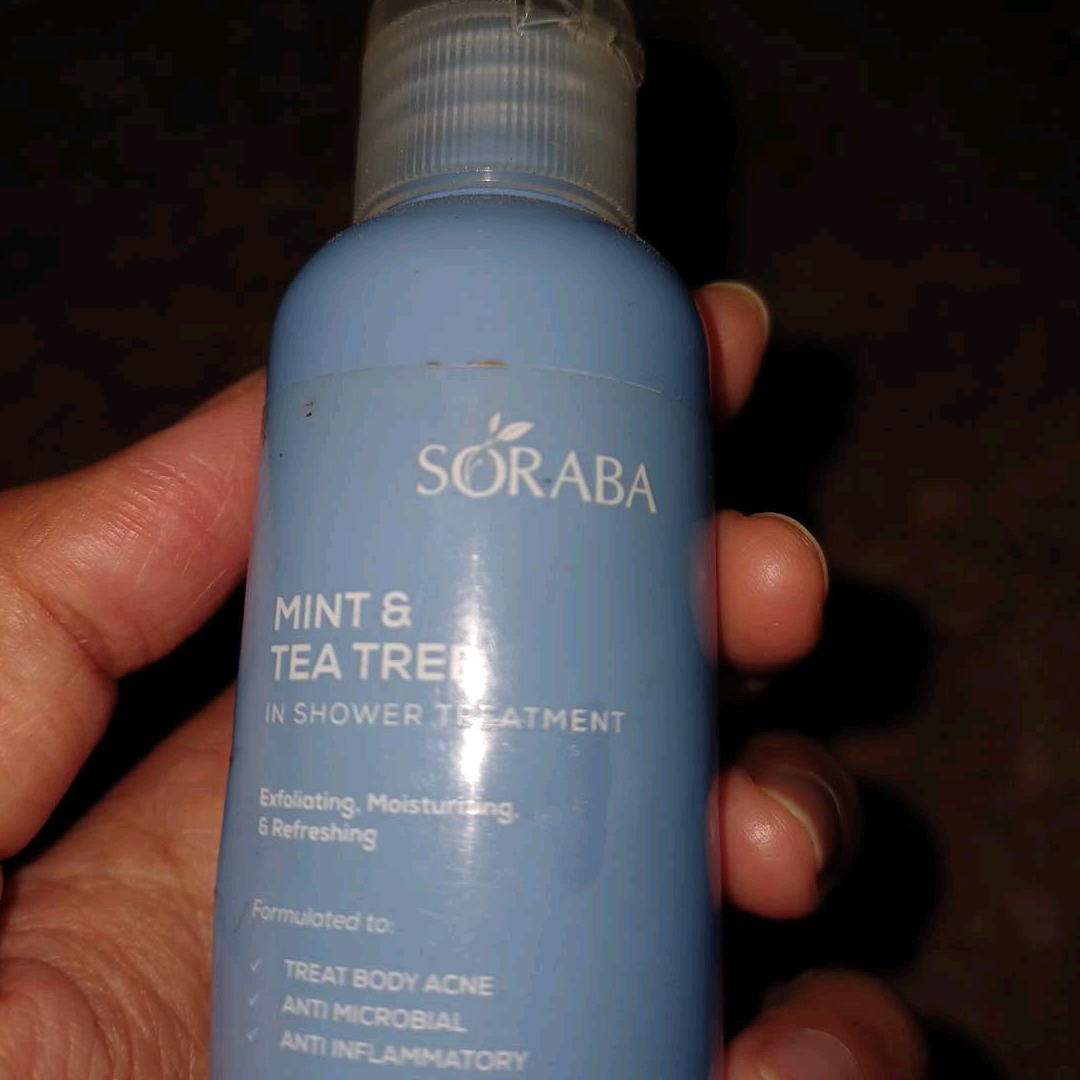 SORABA
MINT &
TEA TREE
IN SHOWER TREATMENT
Exfoliating, Moisturizing,
& Refreshing
Formulated to:
✓ TREAT BODY ACNE
✓ ANTI MICROBIAL
✓ ANTI INFLAMMATORY